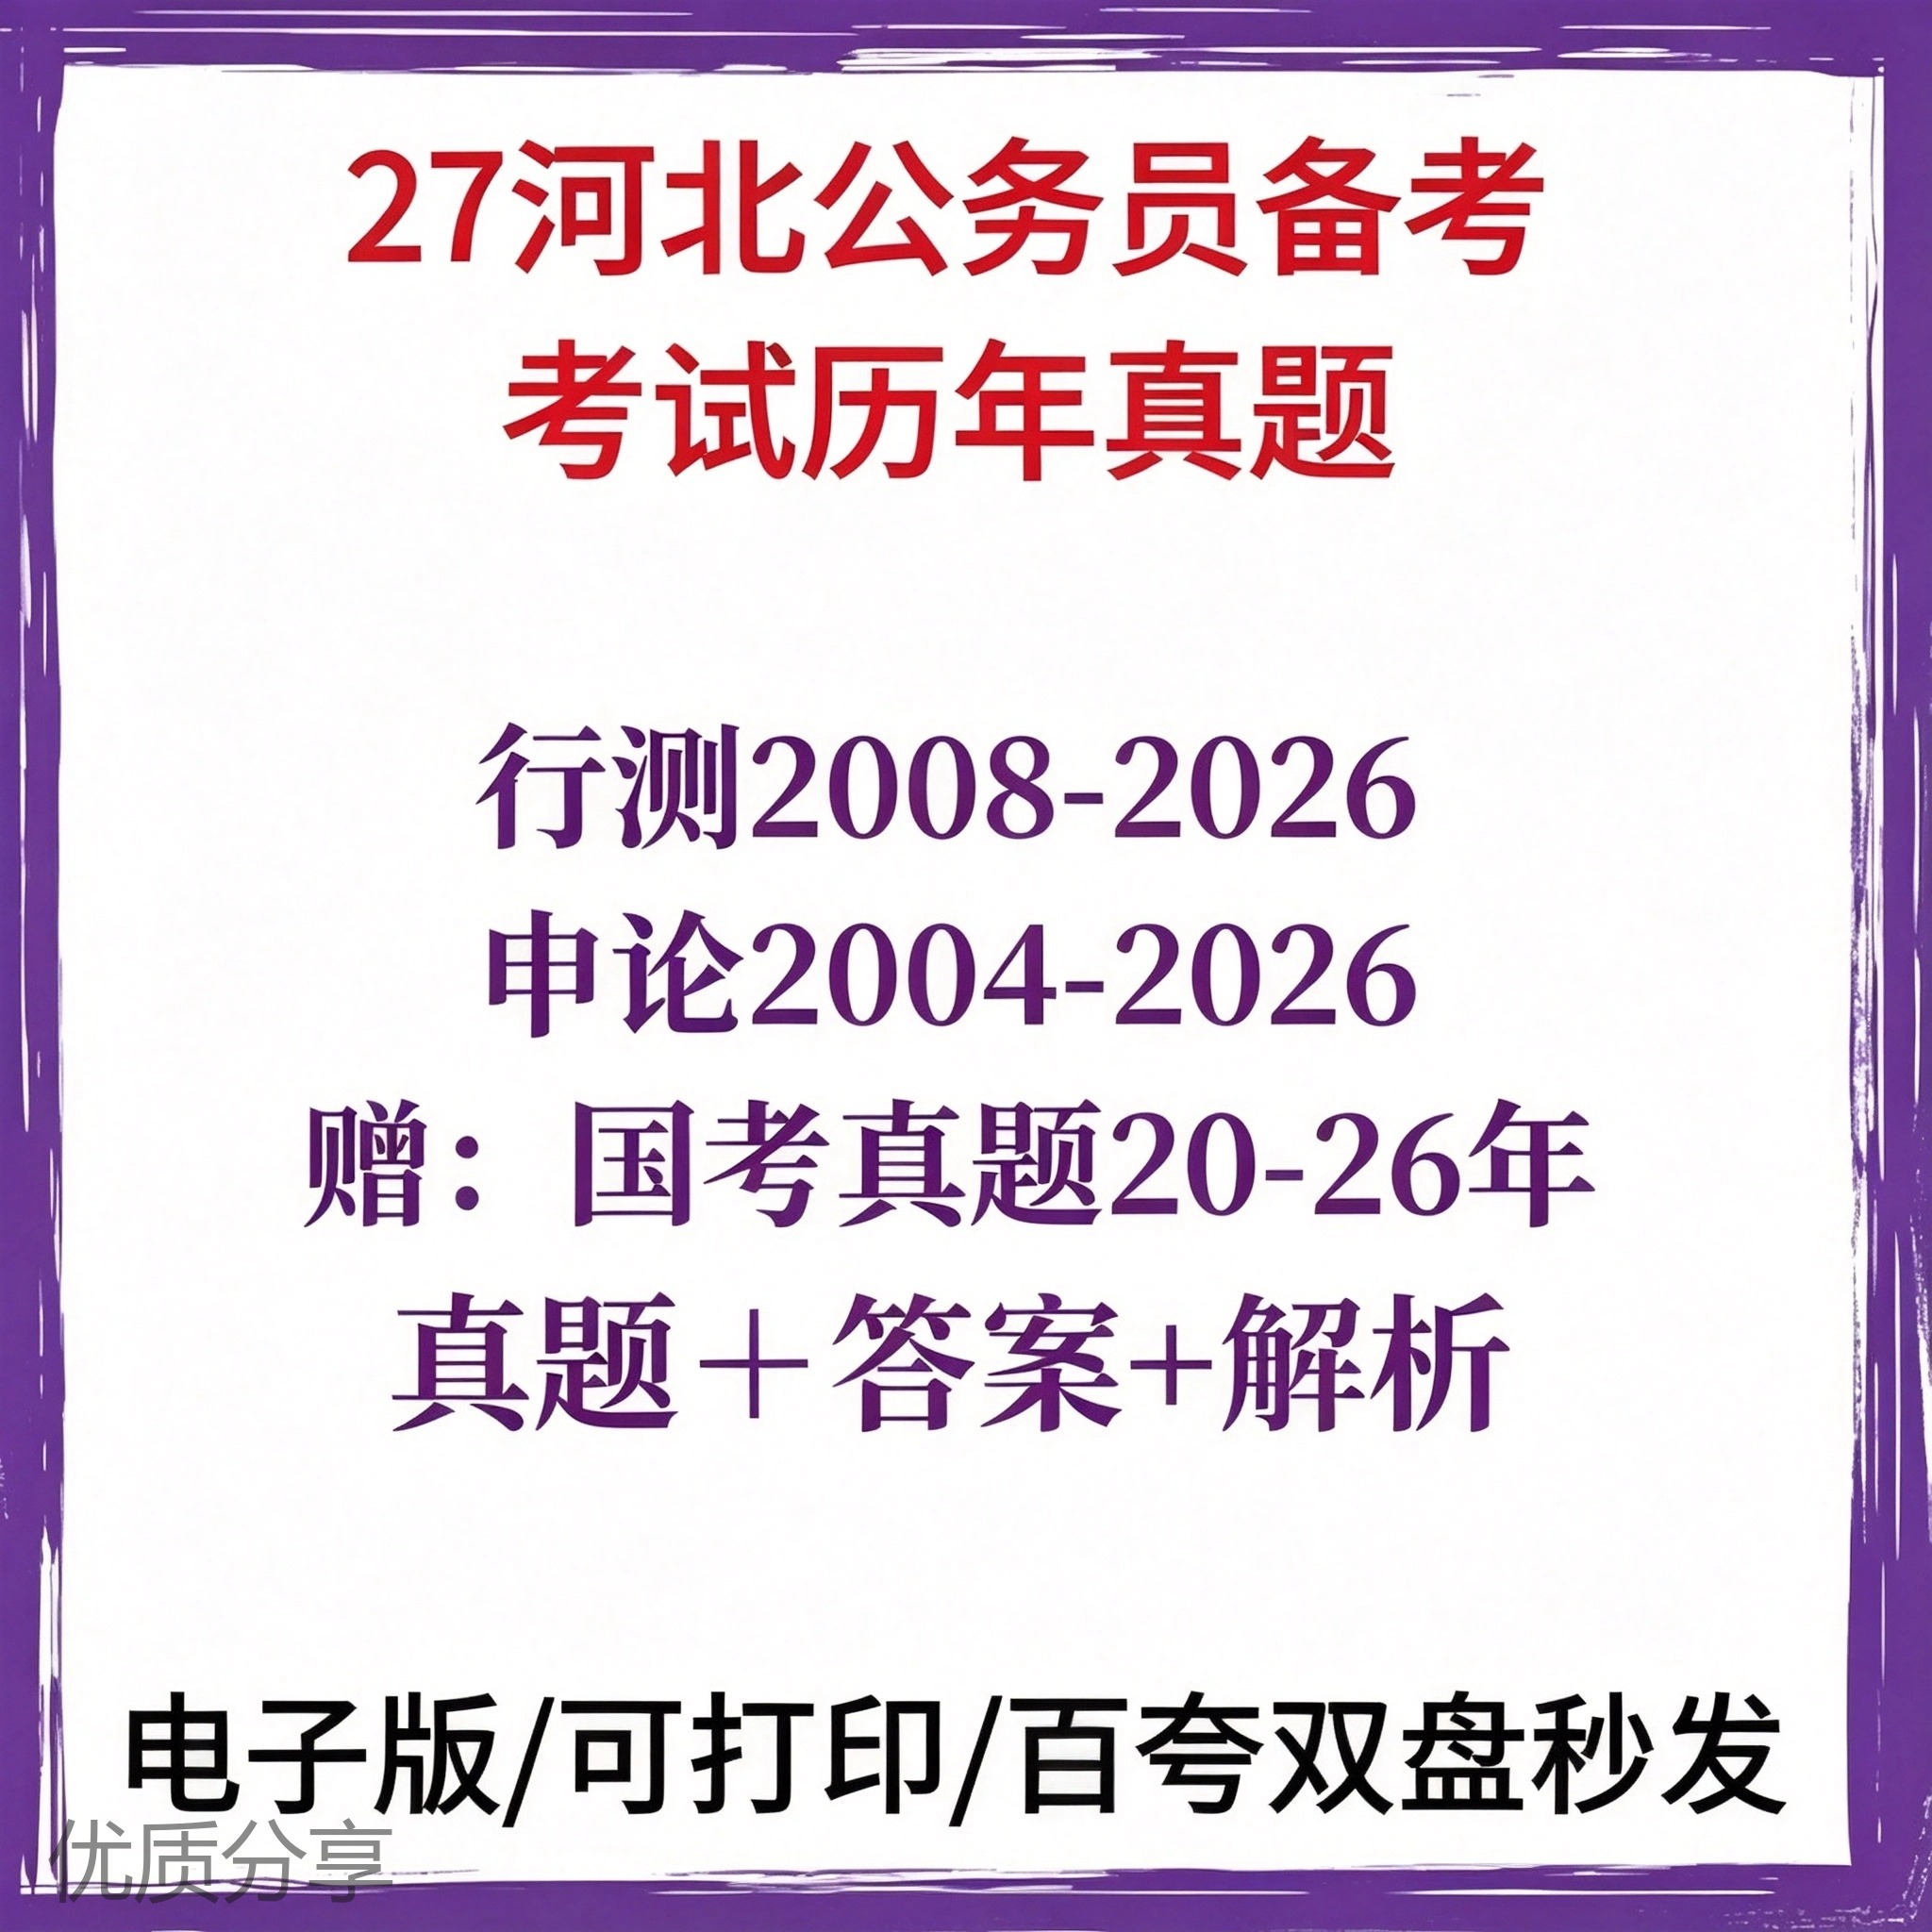 27河北公务员备考
考试历年真题
行测2008-2026
申论2004-2026
赠：国考真题20-26年
真题＋答案+解析
电子版/可打印/百夸双盘秒发
优质分享